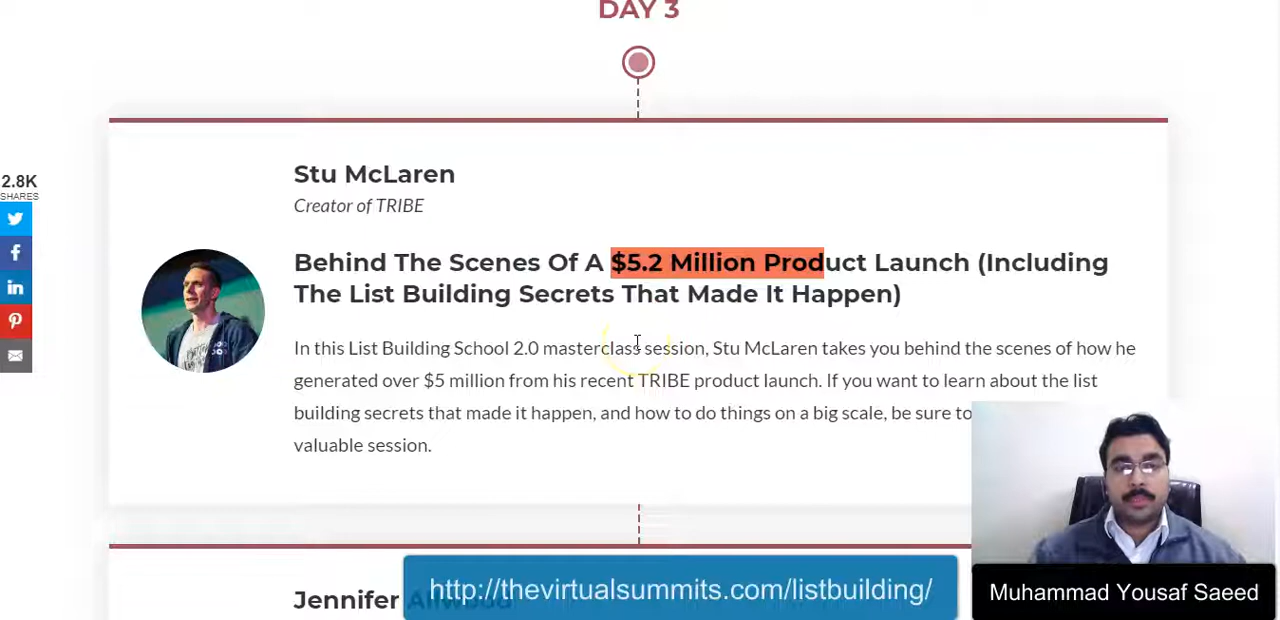 DAY 3
Stu McLaren
Creator of TRIBE
2.8K
SHARES
Behind The Scenes Of A $5.2 Million Product Launch (Including
The List Building Secrets That Made It Happen)
In this List Building School 2.0 masterclass session, Stu McLaren takes you behind the scenes of how he
generated over $5 million from his recent TRIBE product launch. If you want to learn about the list
building secrets that made it happen, and how to do things on a big scale, be sure to
valuable session.
Jennifer
http://thevirtualsummits.com/listbuilding/
Muhammad Yousaf Saeed